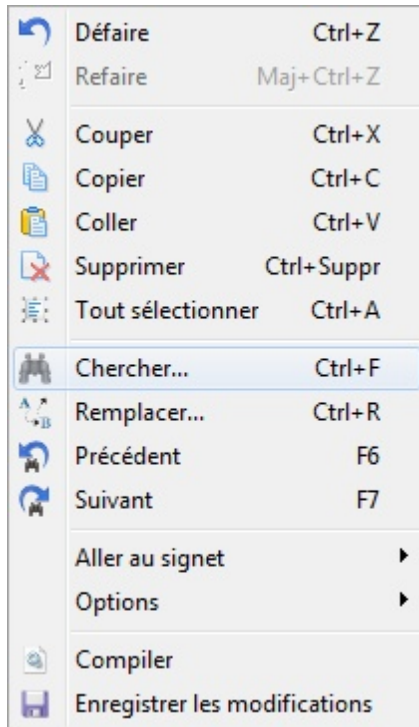 Défaire Ctrl+Z
Refaire Maj+Ctrl+Z
Couper Ctrl+X
Copier Ctrl+C
Coller Ctrl+V
Supprimer Ctrl+Suppr
Tout sélectionner Ctrl+A
Chercher... Ctrl+F
Remplacer... Ctrl+R
Précédent F6
Suivant F7
Aller au signet
Options
Compiler
Enregistrer les modifications